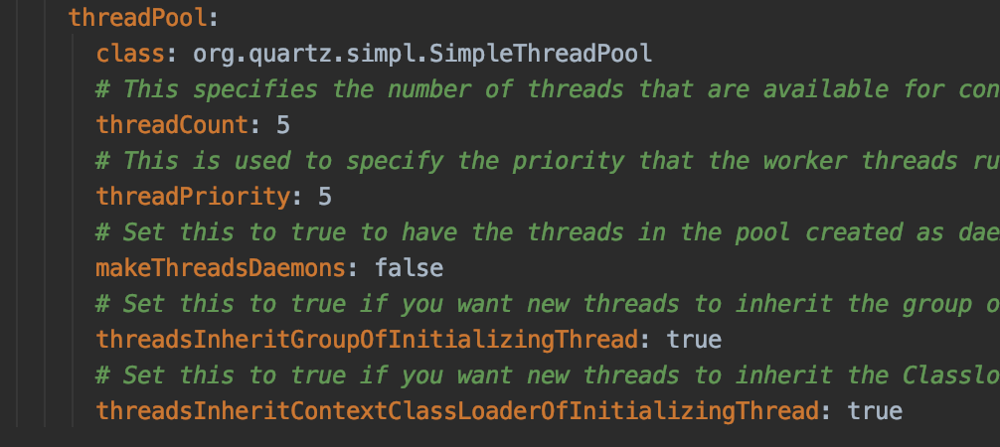 threadPool:
class: org.quartz.simpl.SimpleThreadPool
# This specifies the number of threads that are available for con
threadCount: 5
# This is used to specify the priority that the worker threads ru
threadPriority: 5
# Set this to true to have the threads in the pool created as dae
makeThreadsDaemons: false
# Set this to true if you want new threads to inherit the group o
threadsInheritGroupOfInitializingThread: true
# Set this to true if you want new threads to inherit the Classlo
threadsInheritContextClassLoaderOfInitializingThread: true